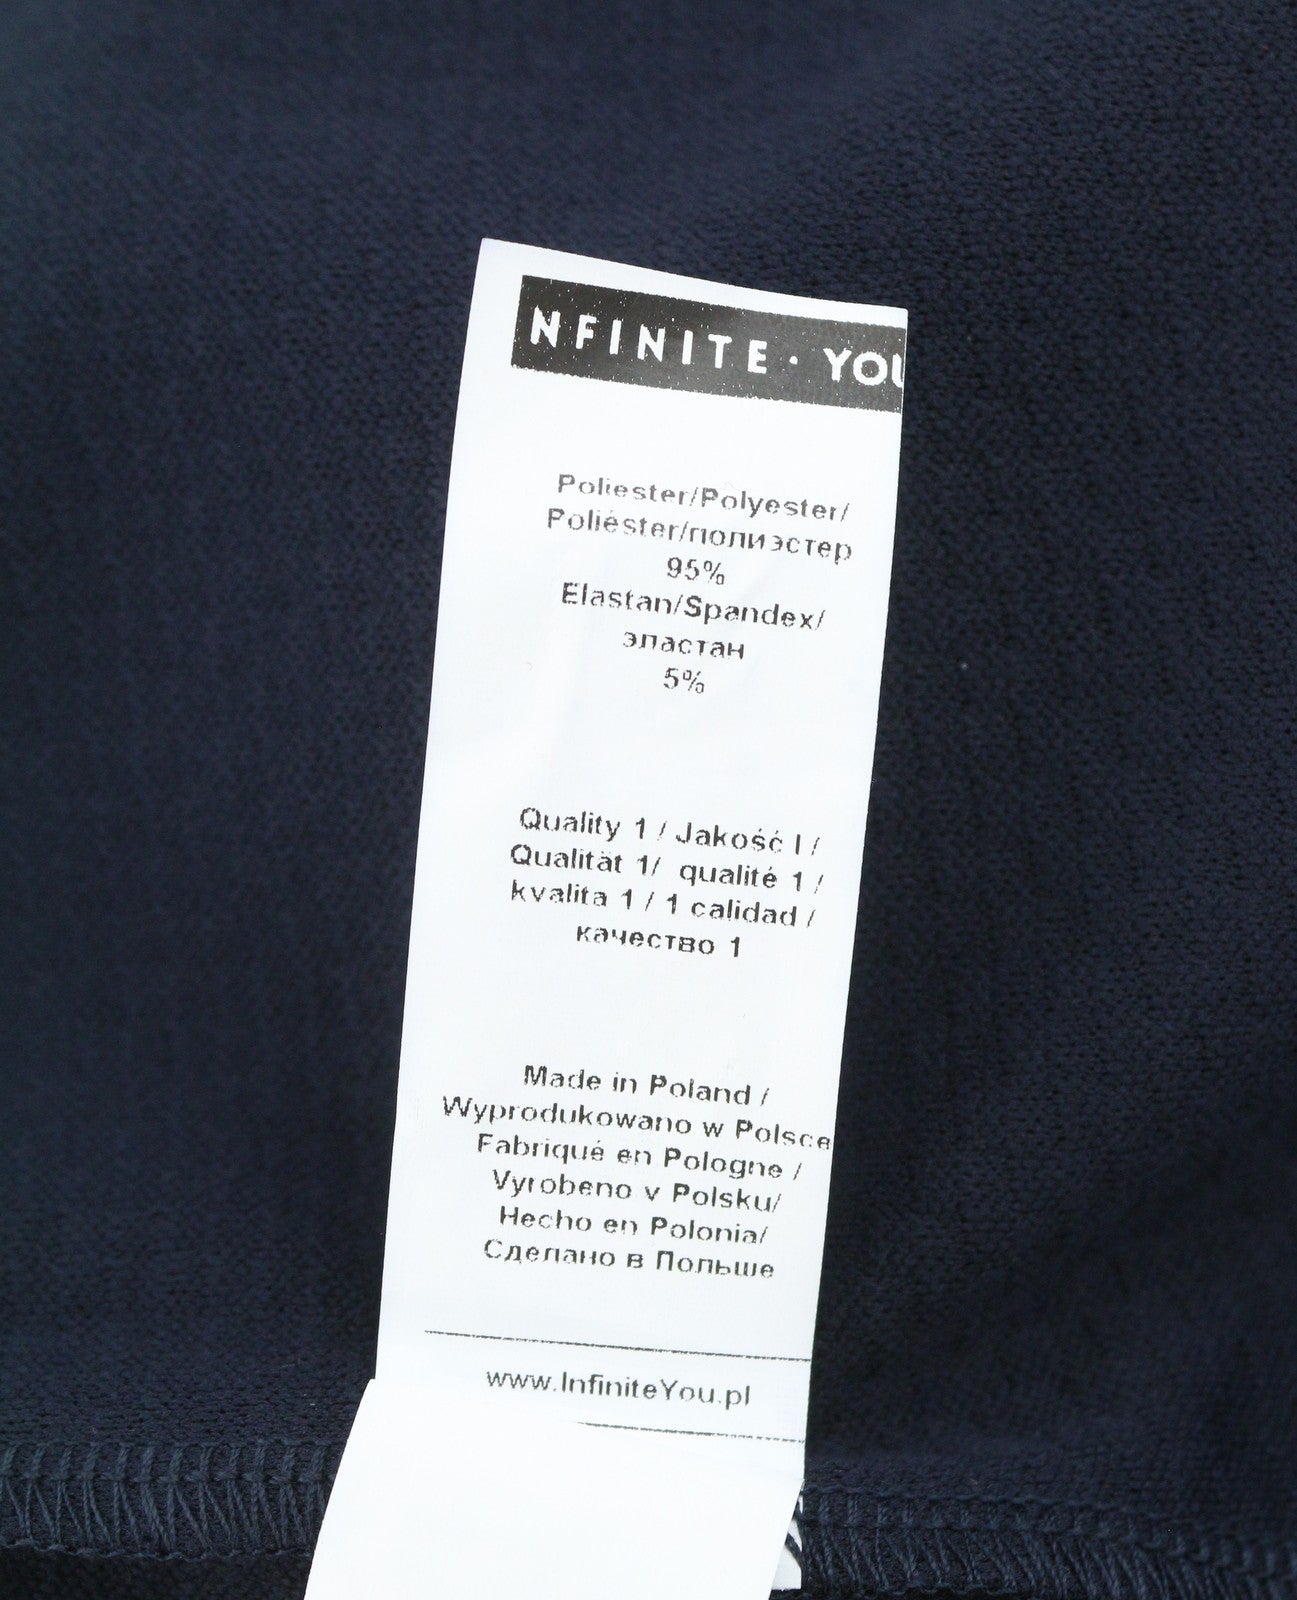 NFINITE · YOU
Poliester/Polyester/
Poliéster/полиэстер
95%
Elastan/Spandex/
эластан
5%
Quality 1 / Jakość I /
Qualität 1/ qualité 1 /
kvalita 1 / 1 calidad /
качество 1
Made in Poland /
Wyprodukowano w Polsce
Fabriqué en Pologne /
Vyrobeno v Polsku/
Hecho en Polonia/
Сделано в Польше
www.InfiniteYou.pl